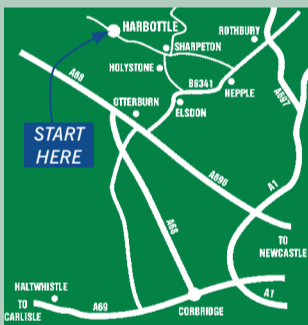 HARBOTTLE
ROTHBURY
SHARPETON
HOLYSTONE
A68
B6341
HEPPLE
A697
OTTERBURN
ELSDON
START
HERE
A696
A1
A68
TO
NEWCASTLE
HALTWHISTLE
TO
CARLISLE
A69
CORBRIDGE
A1